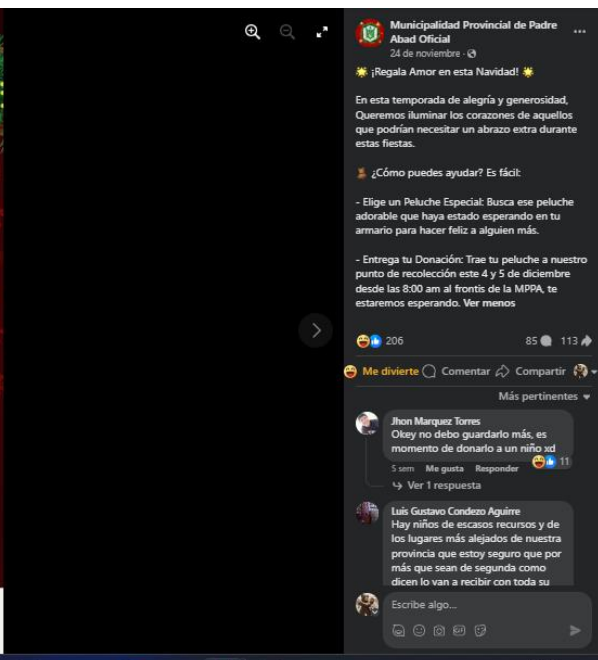 Municipalidad Provincial de Padre
Abad Oficial
24 de noviembre ·
¡Regala Amor en esta Navidad!
En esta temporada de alegría y generosidad,
Queremos iluminar los corazones de aquellos
que podrían necesitar un abrazo extra durante
estas fiestas.
¿Cómo puedes ayudar? Es fácil:
- Elige un Peluche Especial: Busca ese peluche
adorable que haya estado esperando en tu
armario para hacer feliz a alguien más.
- Entrega tu Donación: Trae tu peluche a nuestro
punto de recolección este 4 y 5 de diciembre
desde las 8:00 am al frontis de la MPPA, te
estaremos esperando. Ver menos
206 85 113
Me divierte Comentar Compartir
Más pertinentes
Jhon Marquez Torres
Okey no debo guardarlo más, es
momento de donarlo a un niño xd
11
5 sem Me gusta Responder
Ver 1 respuesta
Luis Gustavo Condezo Aguirre
Hay niños de escasos recursos y de
los lugares más alejados de nuestra
provincia que estoy seguro que por
más que sean de segunda como
dicen lo van a recibir con toda su
Escribe algo...
GIF